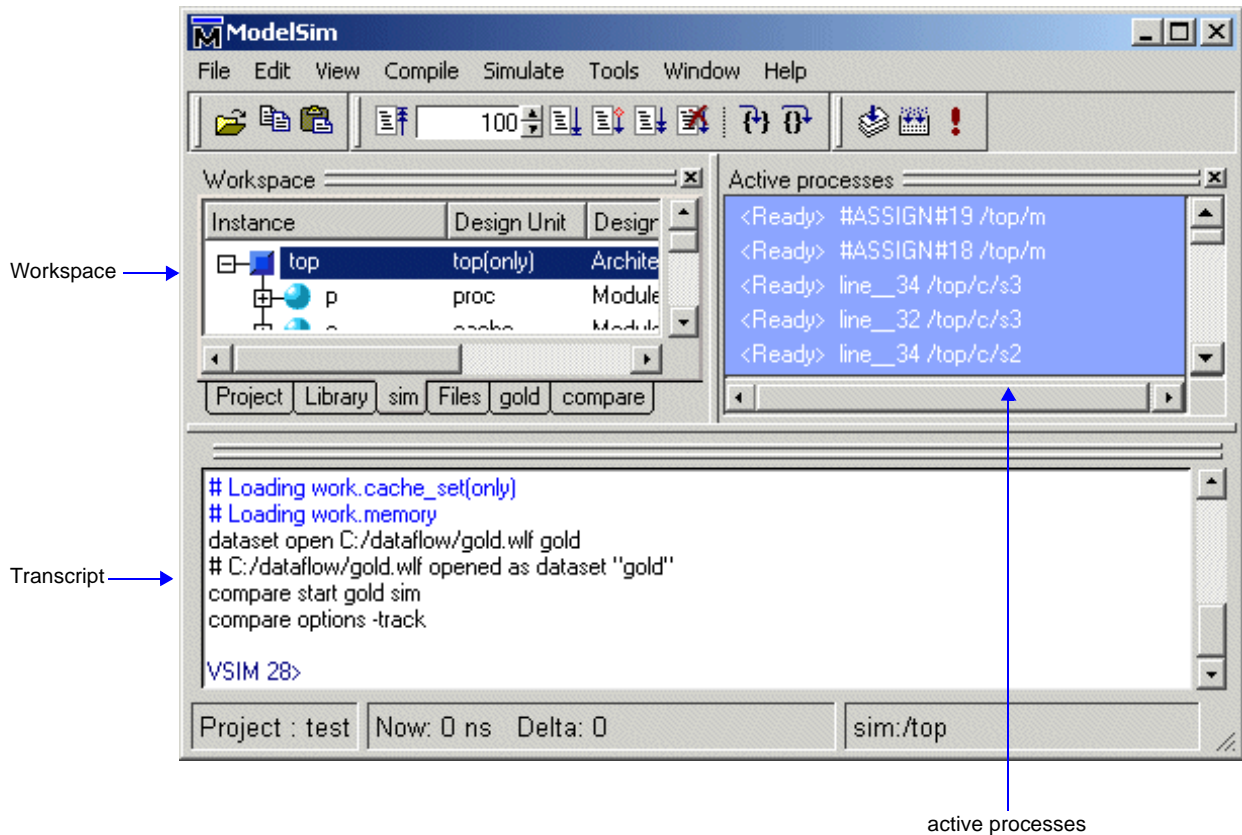 ModelSim
File Edit View Compile Simulate Tools Window Help
100
Workspace
Instance Design Unit Desigr
top top(only) Archite
p proc Module
Project Library sim Files gold compare
Active processes
<Ready> #ASSIGN#19 /top/m
<Ready> #ASSIGN#18 /top/m
<Ready> line__34 /top/c/s3
<Ready> line__32 /top/c/s3
<Ready> line__34 /top/c/s2
Workspace
# Loading work.cache_set(only)
# Loading work.memory
dataset open C:/dataflow/gold.wlf gold
# C:/dataflow/gold.wlf opened as dataset "gold"
compare start gold sim
compare options -track
VSIM 28>
Transcript
Project : test Now: 0 ns Delta: 0 sim:/top
active processes